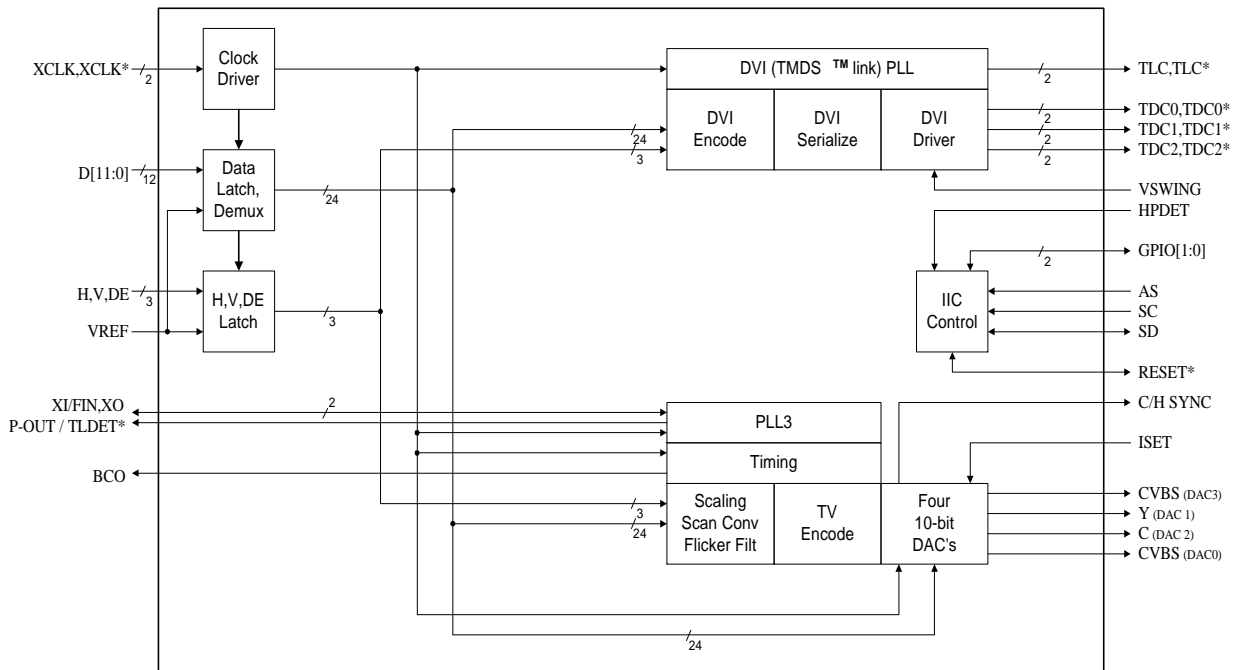 XCLK,XCLK*
2
Clock
Driver
DVI (TMDS ™ link) PLL
2
TLC,TLC*
DVI
Encode
DVI
Serialize
DVI
Driver
2
TDC0,TDC0*
2
TDC1,TDC1*
2
TDC2,TDC2*
24
3
D[11:0]
12
Data
Latch,
Demux
24
VSWING
HPDET
2
GPIO[1:0]
H,V,DE
3
H,V,DE
Latch
3
VREF
IIC
Control
AS
SC
SD
RESET*
XI/FIN,XO
2
P-OUT / TLDET*
PLL3
C/H SYNC
Timing
ISET
BCO
3
24
Scaling
Scan Conv
Flicker Filt
TV
Encode
Four
10-bit
DAC's
CVBS (DAC3)
Y (DAC 1)
C (DAC 2)
CVBS (DAC0)
24